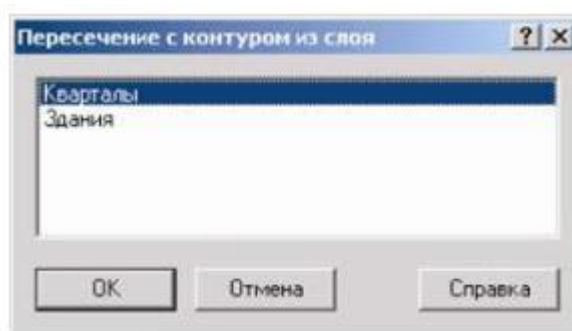 Пересечение с контуром из слоя
Кварталы
Здания
OK
Отмена
Справка